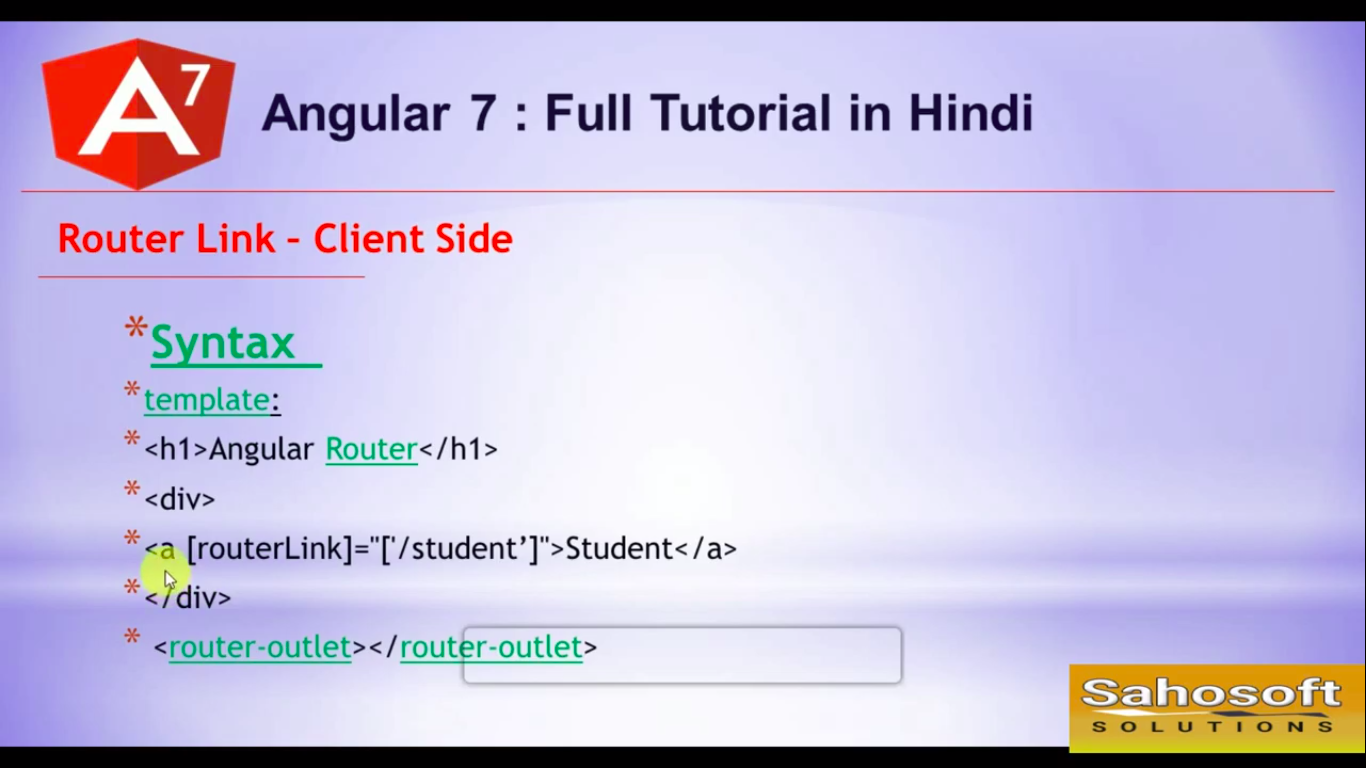 A 7
Angular 7 : Full Tutorial in Hindi
Router Link – Client Side
*Syntax
*template:
*<h1>Angular Router</h1>
*<div>
*<a [routerLink]="['/student’]">Student</a>
*</div>
* <router-outlet></router-outlet>
Sahosoft
SOLUTIONS